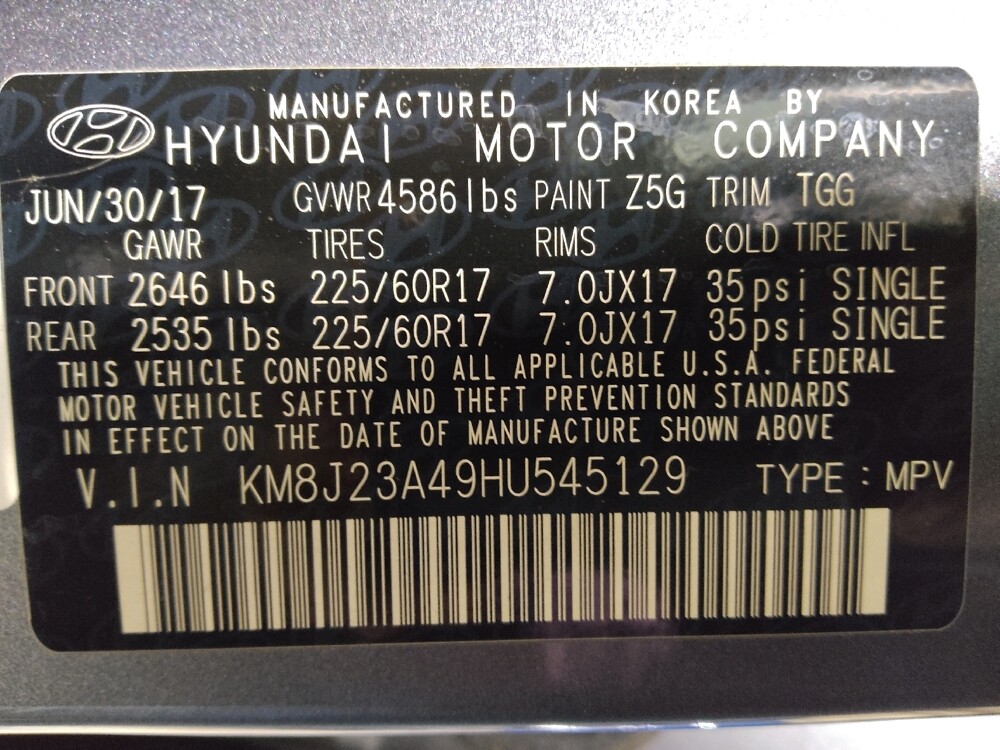 MANUFACTURED IN KOREA BY
HYUNDAI MOTOR COMPANY
JUN/30/17 GVWR 4586 lbs PAINT Z5G TRIM TGG
GAWR TIRES RIMS COLD TIRE INFL
FRONT 2646 lbs 225/60R17 7.0JX17 35psi SINGLE
REAR 2535 lbs 225/60R17 7.0JX17 35psi SINGLE
THIS VEHICLE CONFORMS TO ALL APPLICABLE U.S.A. FEDERAL
MOTOR VEHICLE SAFETY AND THEFT PREVENTION STANDARDS
IN EFFECT ON THE DATE OF MANUFACTURE SHOWN ABOVE
V.I.N KM8J23A49HU545129 TYPE : MPV